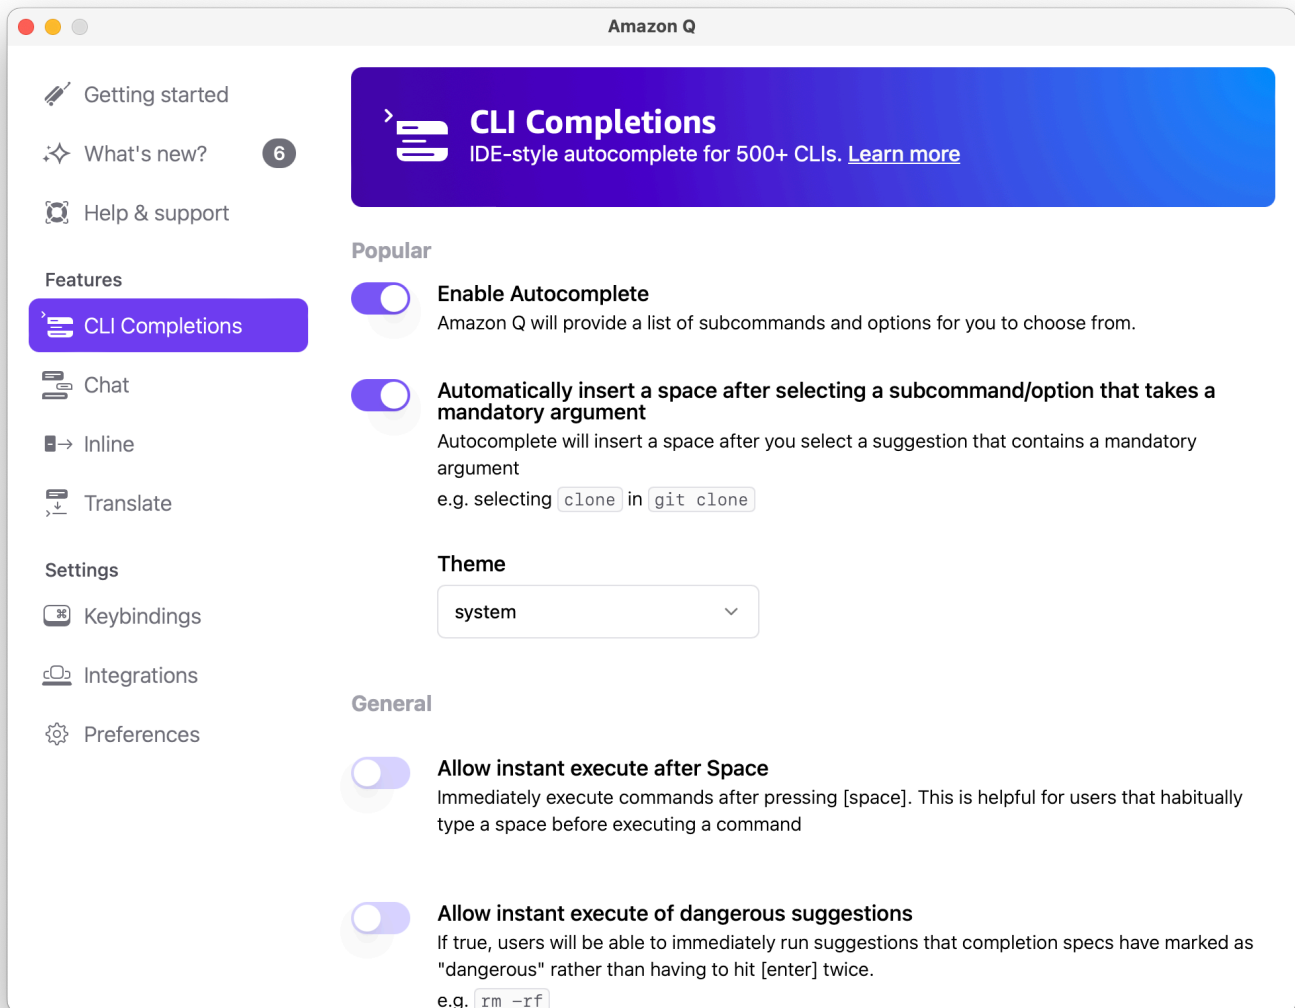 Amazon Q
Getting started
What's new?
6
Help & support
Features
CLI Completions
Chat
Inline
Translate
Settings
Keybindings
Integrations
Preferences
CLI Completions
IDE-style autocomplete for 500+ CLIs. Learn more
Popular
Enable Autocomplete
Amazon Q will provide a list of subcommands and options for you to choose from.
Automatically insert a space after selecting a subcommand/option that takes a
mandatory argument
Autocomplete will insert a space after you select a suggestion that contains a mandatory
argument
e.g. selecting clone in git clone
Theme
system
General
Allow instant execute after Space
Immediately execute commands after pressing [space]. This is helpful for users that habitually
type a space before executing a command
Allow instant execute of dangerous suggestions
If true, users will be able to immediately run suggestions that completion specs have marked as
"dangerous" rather than having to hit [enter] twice.
e.g. rm -rf